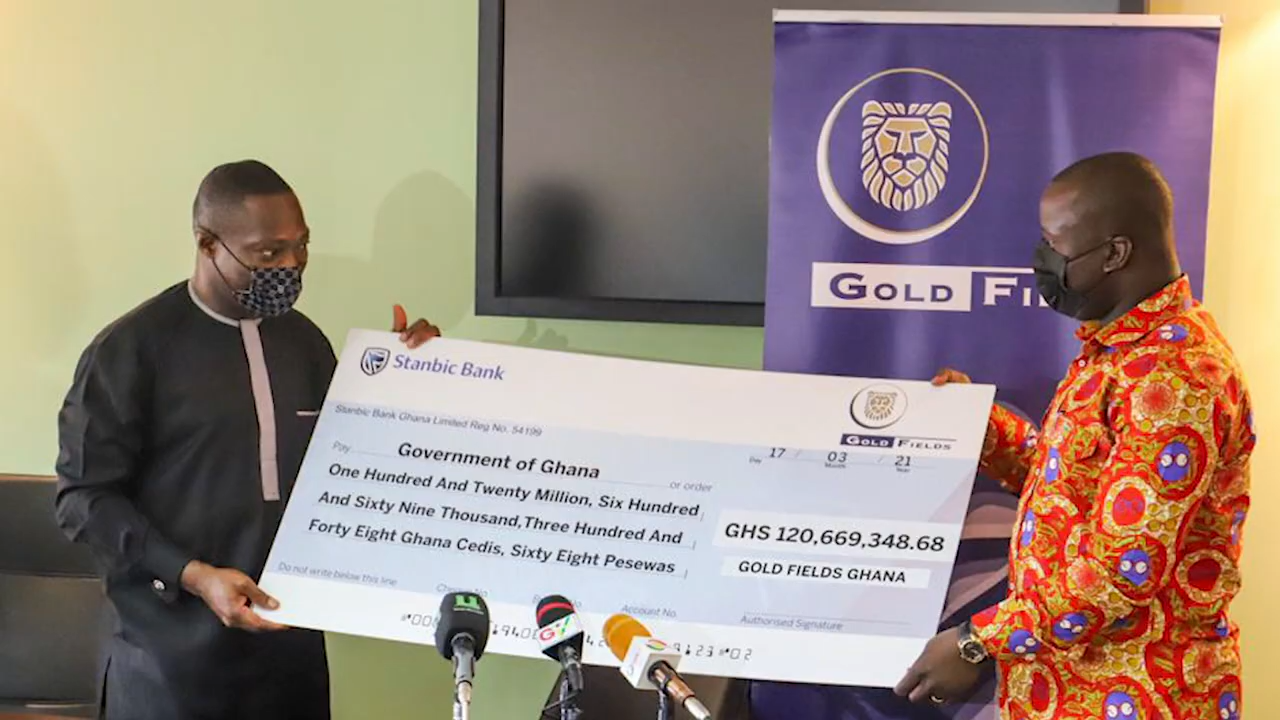 GOLD FI
Stanbic Bank
GOLD FIELDS
Stanbic Bank Ghana Limited Reg No. 54199
17 / 03 / 21
Day Month Year
Pay Government of Ghana or order
One Hundred And Twenty Million, Six Hundred
And Sixty Nine Thousand,Three Hundred And
Forty Eight Ghana Cedis, Sixty Eight Pesewas
GHS 120,669,348.68
GOLD FIELDS GHANA
Do not write below this line
Account No.
Authorised Signature